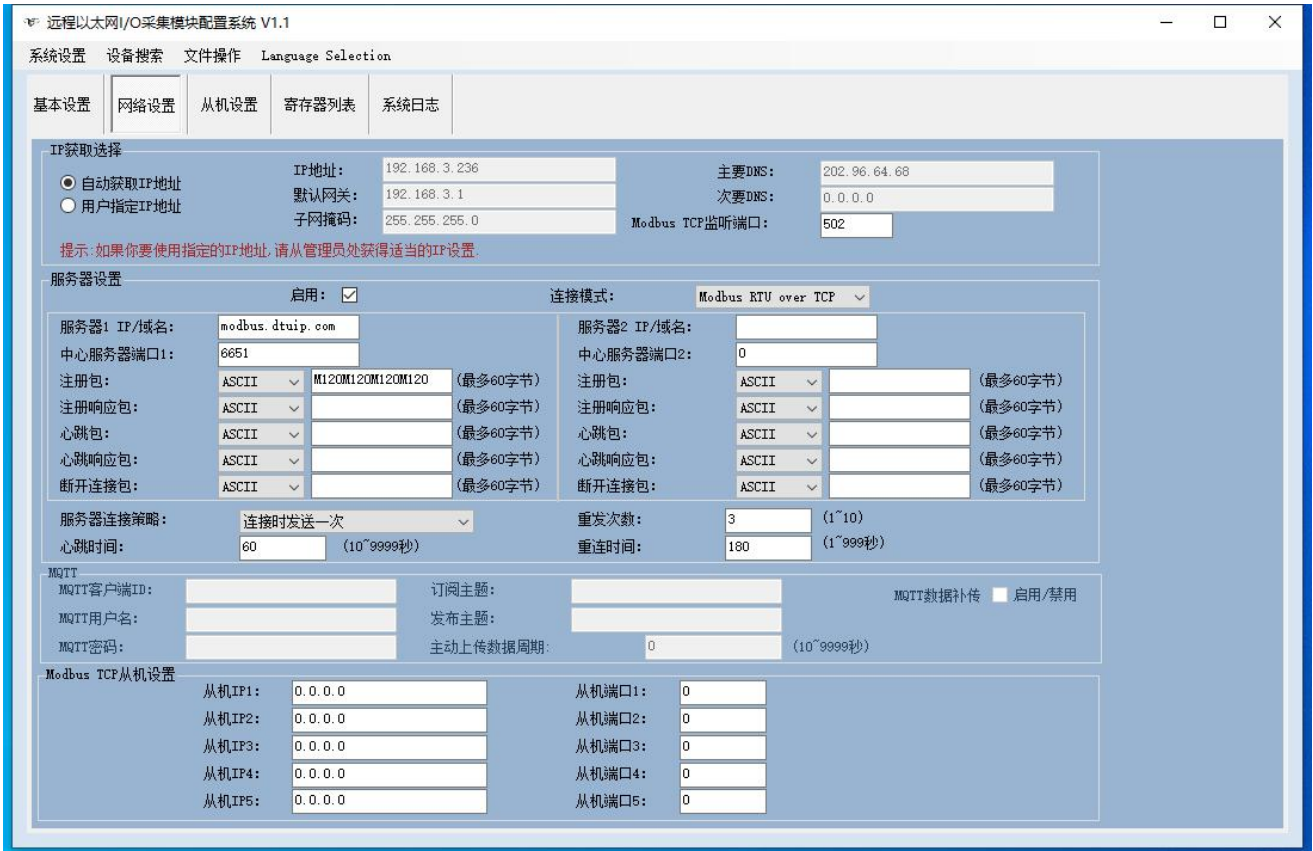 远程以太网I/O采集模块配置系统 V1.1
系统设置 设备搜索 文件操作 Language Selection
基本设置 网络设置 从机设置 寄存器列表 系统日志
IP获取选择
自动获取IP地址 IP地址: 192.168.3.236 主要DNS: 202.96.64.68
用户指定IP地址 默认网关: 192.168.3.1 次要DNS: 0.0.0.0
子网掩码: 255.255.255.0 Modbus TCP监听端口: 502
提示:如果你要使用指定的IP地址,请从管理员处获得适当的IP设置.
服务器设置
启用: 连接模式: Modbus RTU over TCP
服务器1 IP/域名: modbus.dtuip.com 服务器2 IP/域名:
中心服务器端口1: 6651 中心服务器端口2: 0
注册包: ASCII M120M120M120M120 (最多60字节) 注册包: ASCII (最多60字节)
注册响应包: ASCII (最多60字节) 注册响应包: ASCII (最多60字节)
心跳包: ASCII (最多60字节) 心跳包: ASCII (最多60字节)
心跳响应包: ASCII (最多60字节) 心跳响应包: ASCII (最多60字节)
断开连接包: ASCII (最多60字节) 断开连接包: ASCII (最多60字节)
服务器连接策略: 连接时发送一次 重发次数: 3 (1~10)
心跳时间: 60 (10~9999秒) 重连时间: 180 (1~999秒)
MQTT
MQTT客户端ID: 订阅主题: MQTT数据补传 启用/禁用
MQTT用户名: 发布主题:
MQTT密码: 主动上传数据周期: 0 (10~9999秒)
Modbus TCP从机设置
从机IP1: 0.0.0.0 从机端口1: 0
从机IP2: 0.0.0.0 从机端口2: 0
从机IP3: 0.0.0.0 从机端口3: 0
从机IP4: 0.0.0.0 从机端口4: 0
从机IP5: 0.0.0.0 从机端口5: 0